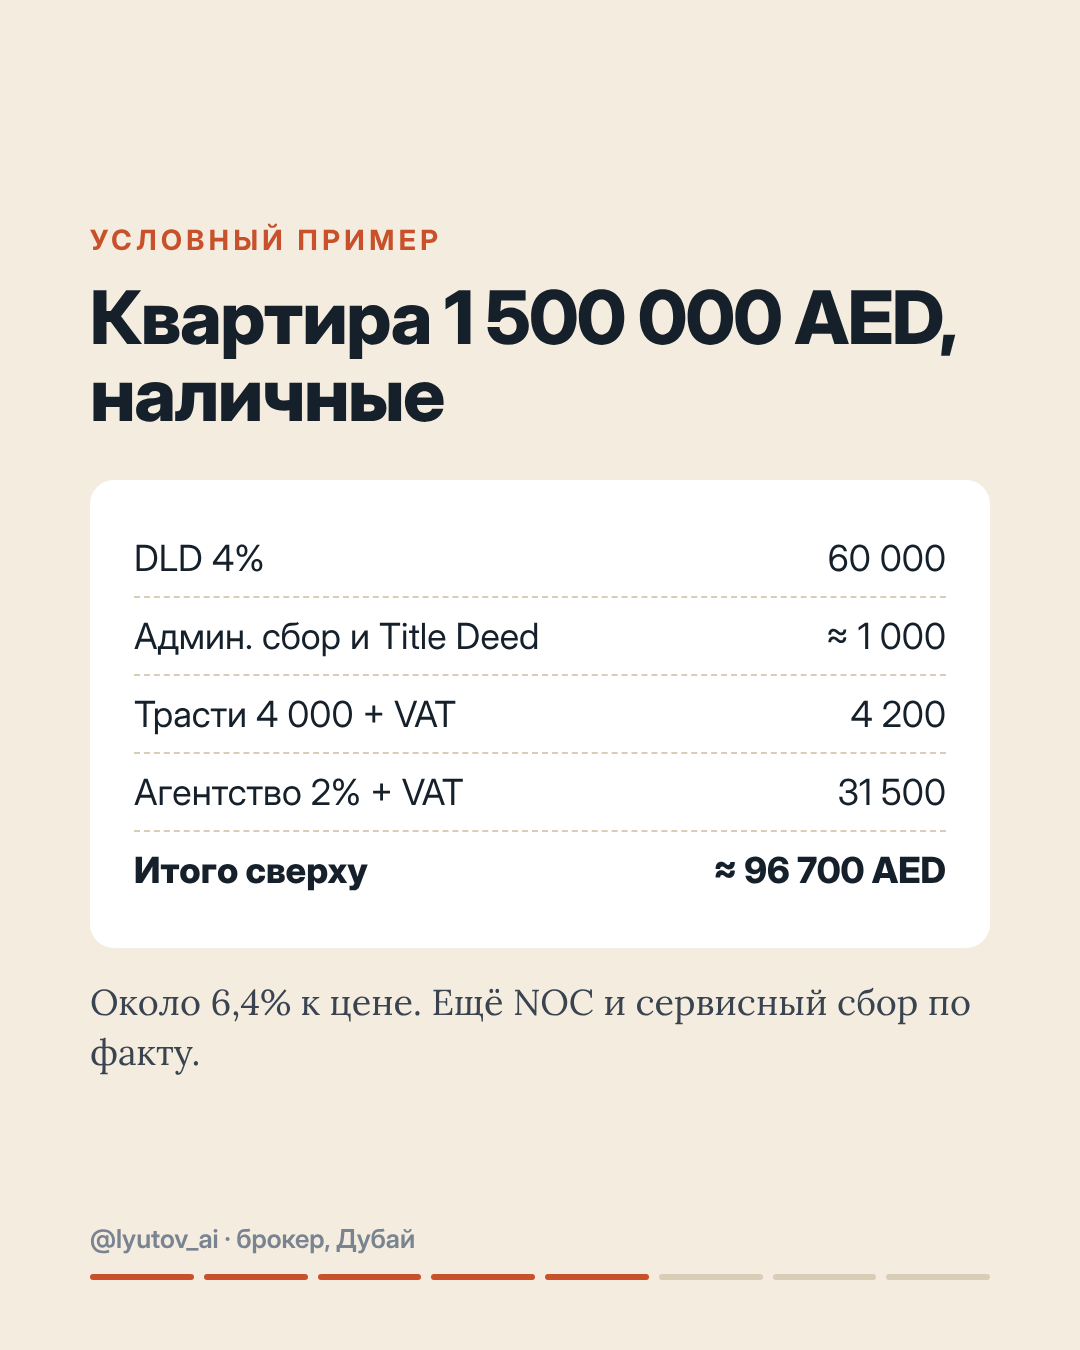 УСЛОВНЫЙ ПРИМЕР
Квартира 1 500 000 AED,
наличные
DLD 4% 60 000
Админ. сбор и Title Deed ≈ 1 000
Трасти 4 000 + VAT 4 200
Агентство 2% + VAT 31 500
Итого сверху ≈ 96 700 AED
Около 6,4% к цене. Ещё NOC и сервисный сбор по
факту.
@lyutov_ai · брокер, Дубай